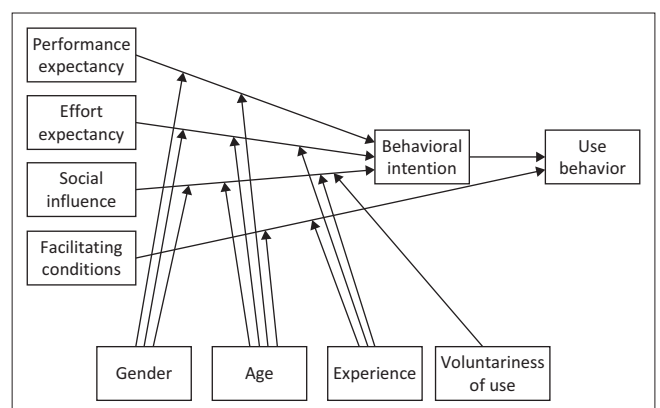 Performance
expectancy
Effort
expectancy
Social
influence
Facilitating
conditions
Behavioral
intention
Use
behavior
Gender
Age
Experience
Voluntariness
of use